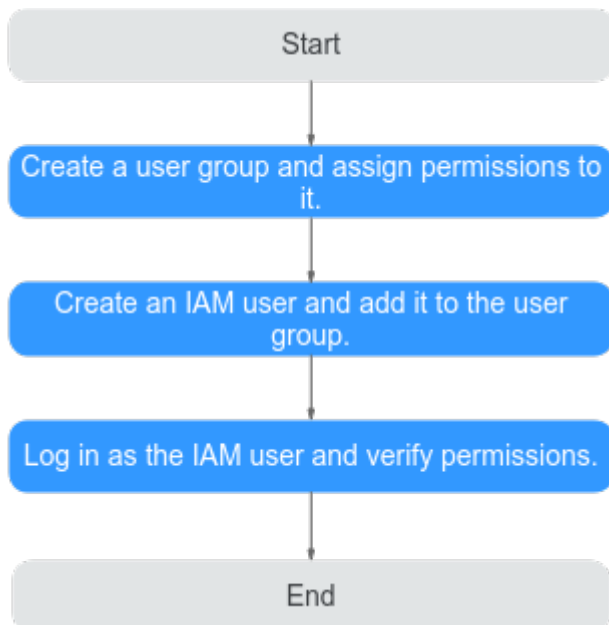 Start
Create a user group and assign permissions to
it.
Create an IAM user and add it to the user
group.
Log in as the IAM user and verify permissions.
End